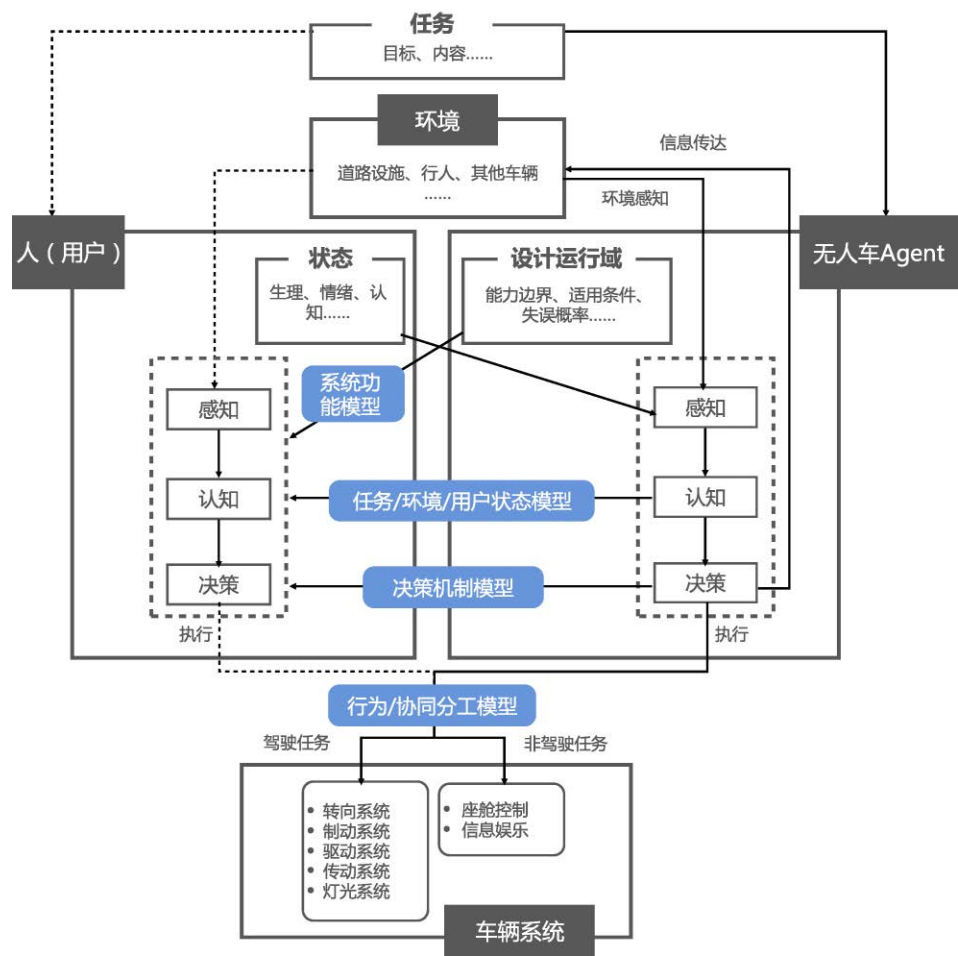 任务
目标、内容……
环境
道路设施、行人、其他车辆
……
信息传达
环境感知
人（用户）
无人车Agent
状态
生理、情绪、认
知……
设计运行域
能力边界、适用条件、
失误概率……
系统功
能模型
感知
感知
认知
任务/环境/用户状态模型
认知
决策
决策机制模型
决策
执行
执行
行为/协同分工模型
驾驶任务
非驾驶任务
• 转向系统
• 制动系统
• 驱动系统
• 传动系统
• 灯光系统
• 座舱控制
• 信息娱乐
车辆系统